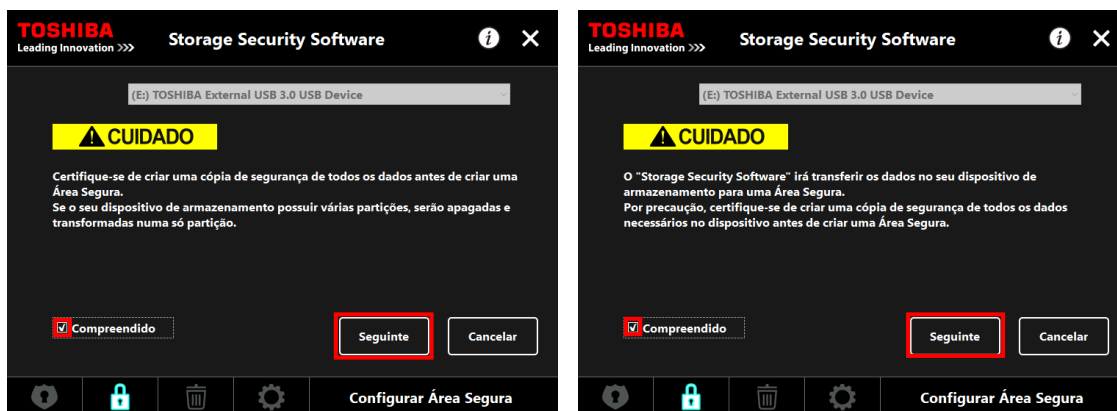 TOSHIBA
Leading Innovation >>>
Storage Security Software
(E:) TOSHIBA External USB 3.0 USB Device
CUIDADO
Certifique-se de criar uma cópia de segurança de todos os dados antes de criar uma
Área Segura.
Se o seu dispositivo de armazenamento possuir várias partições, serão apagadas e
transformadas numa só partição.
Compreendido
Seguinte
Cancelar
Configurar Área Segura
TOSHIBA
Leading Innovation >>>
Storage Security Software
(E:) TOSHIBA External USB 3.0 USB Device
CUIDADO
O "Storage Security Software" irá transferir os dados no seu dispositivo de
armazenamento para uma Área Segura.
Por precaução, certifique-se de criar uma cópia de segurança de todos os dados
necessários no dispositivo antes de criar uma Área Segura.
Compreendido
Seguinte
Cancelar
Configurar Área Segura